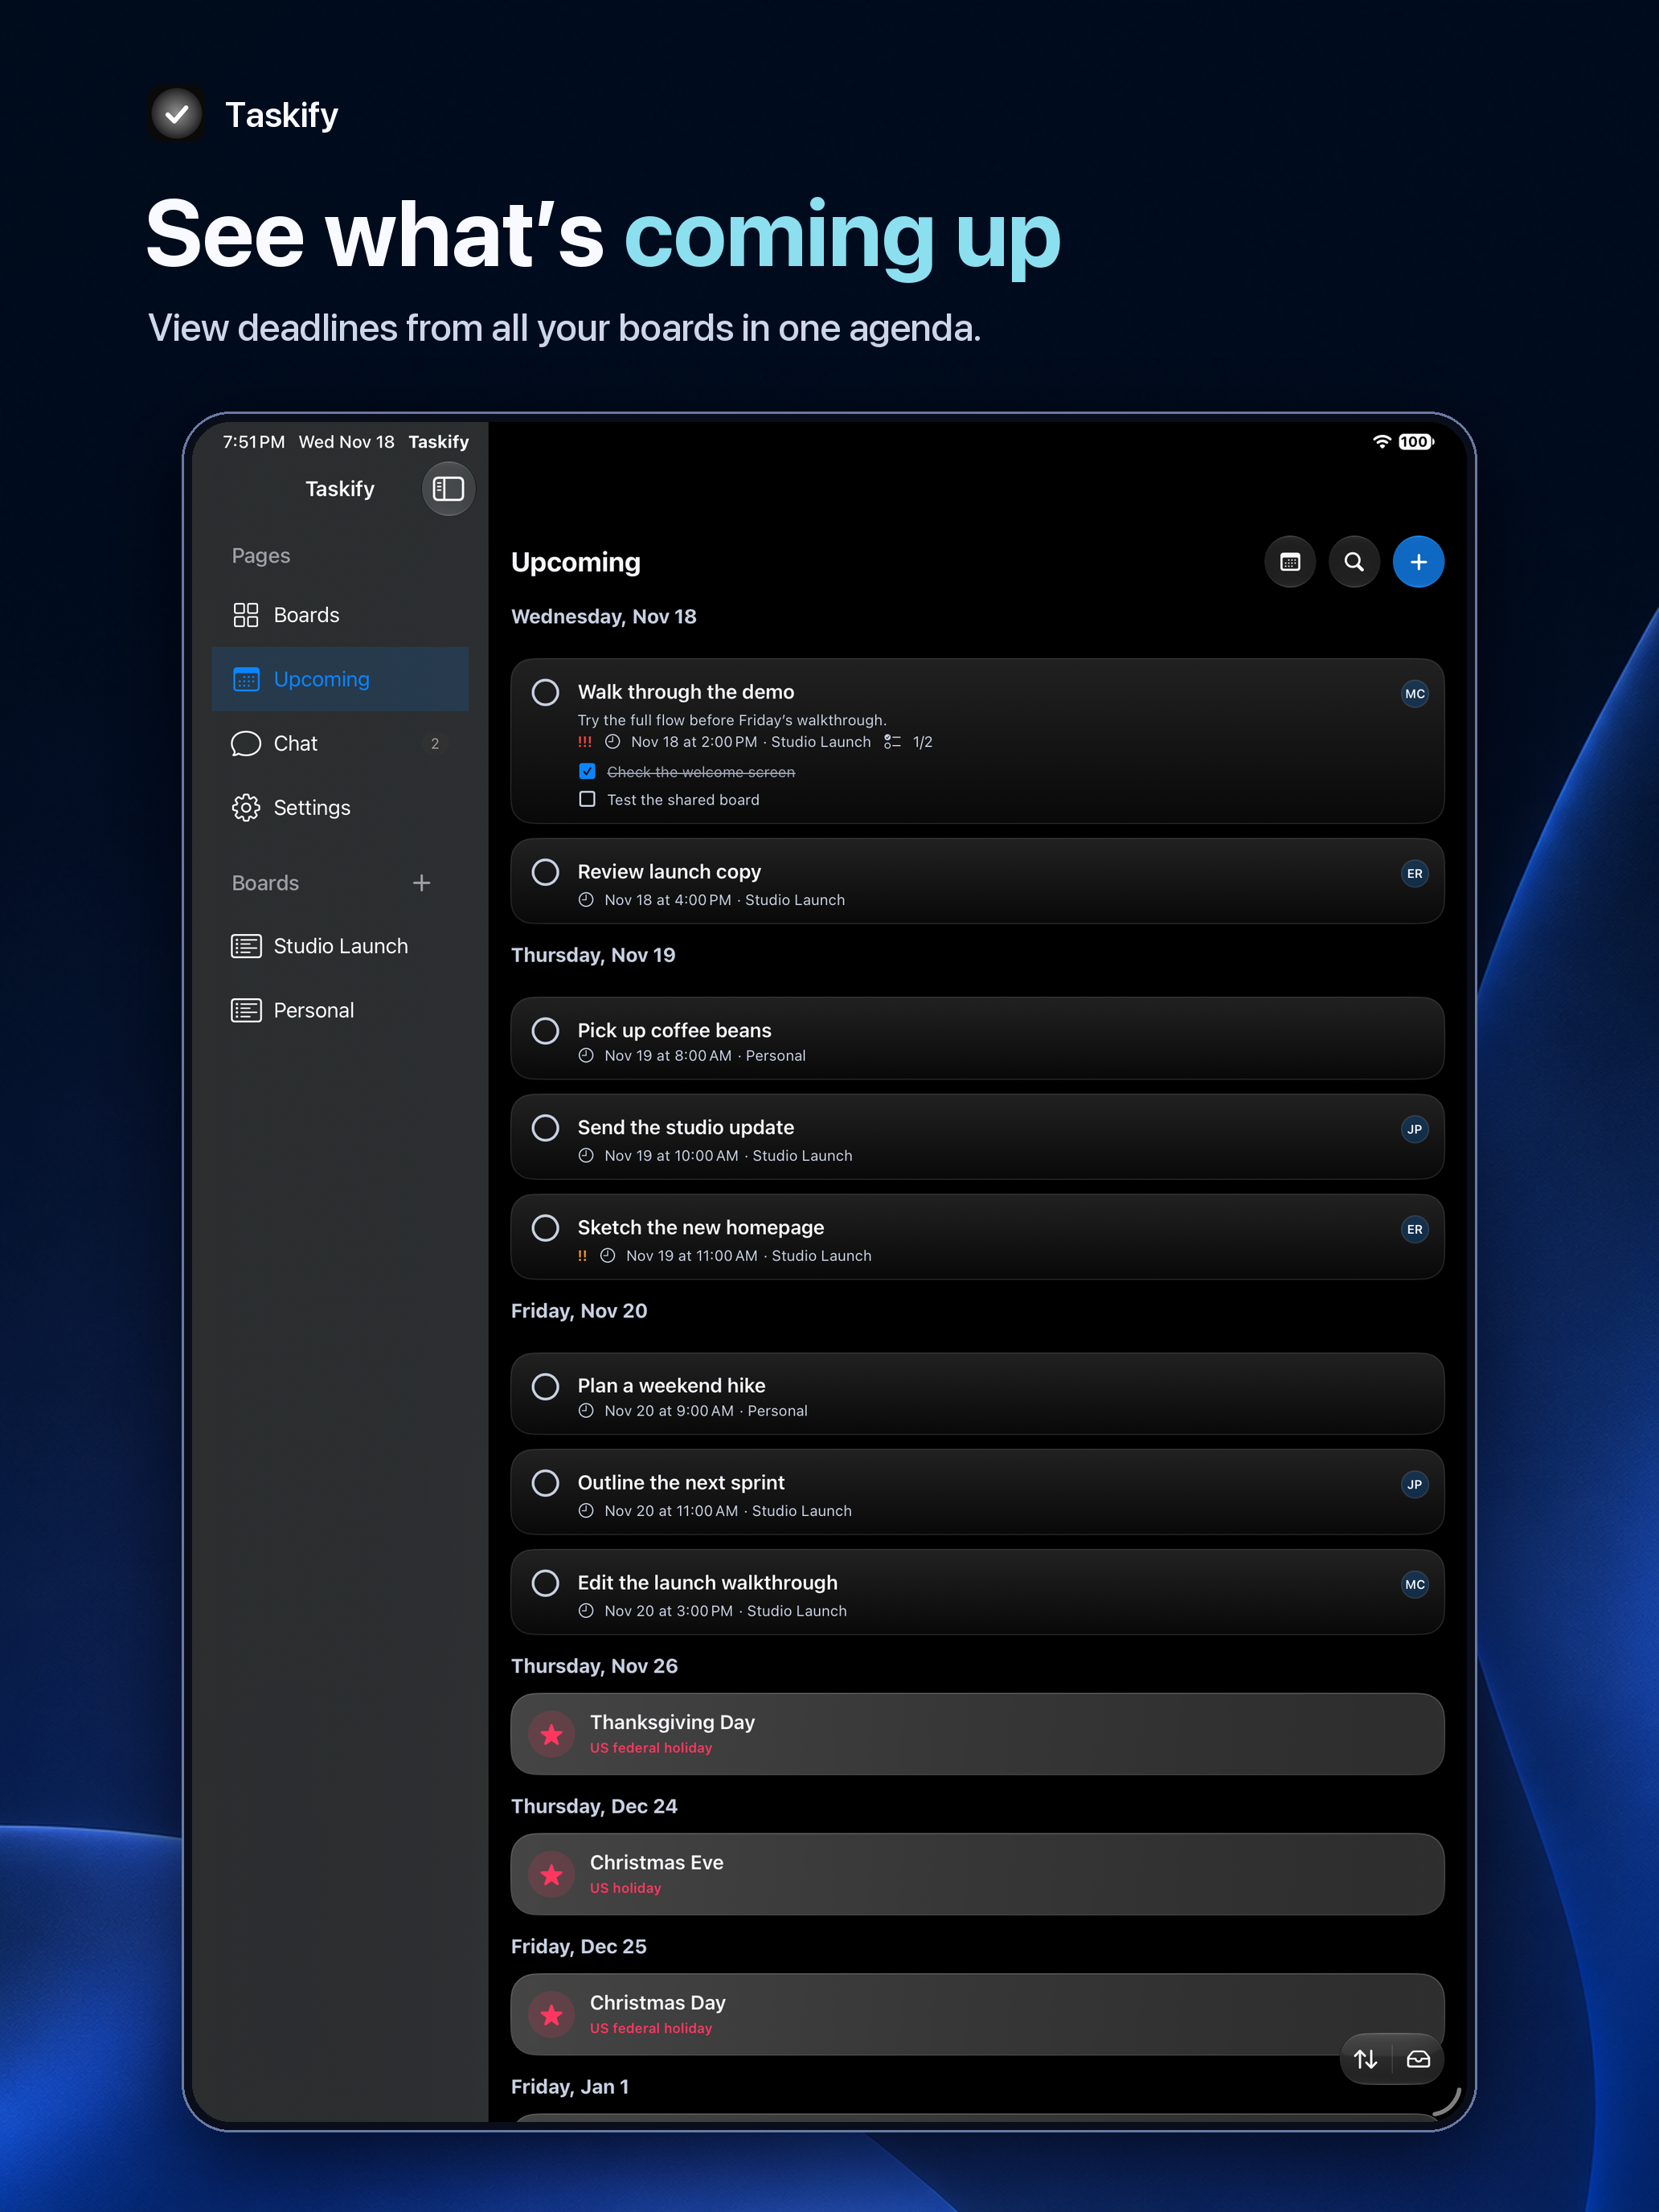 Taskify
See what’s coming up
View deadlines from all your boards in one agenda.
7:51 PM Wed Nov 18 Taskify
100
Taskify
Pages
Boards
Upcoming
Chat 2
Settings
Boards
Studio Launch
Personal
Upcoming
Wednesday, Nov 18
Walk through the demo
MC
Try the full flow before Friday’s walkthrough.
!!! Nov 18 at 2:00 PM · Studio Launch 1/2
Check the welcome screen
Test the shared board
Review launch copy
ER
Nov 18 at 4:00 PM · Studio Launch
Thursday, Nov 19
Pick up coffee beans
Nov 19 at 8:00 AM · Personal
Send the studio update
JP
Nov 19 at 10:00 AM · Studio Launch
Sketch the new homepage
ER
!! Nov 19 at 11:00 AM · Studio Launch
Friday, Nov 20
Plan a weekend hike
Nov 20 at 9:00 AM · Personal
Outline the next sprint
JP
Nov 20 at 11:00 AM · Studio Launch
Edit the launch walkthrough
MC
Nov 20 at 3:00 PM · Studio Launch
Thursday, Nov 26
Thanksgiving Day
US federal holiday
Thursday, Dec 24
Christmas Eve
US holiday
Friday, Dec 25
Christmas Day
US federal holiday
Friday, Jan 1